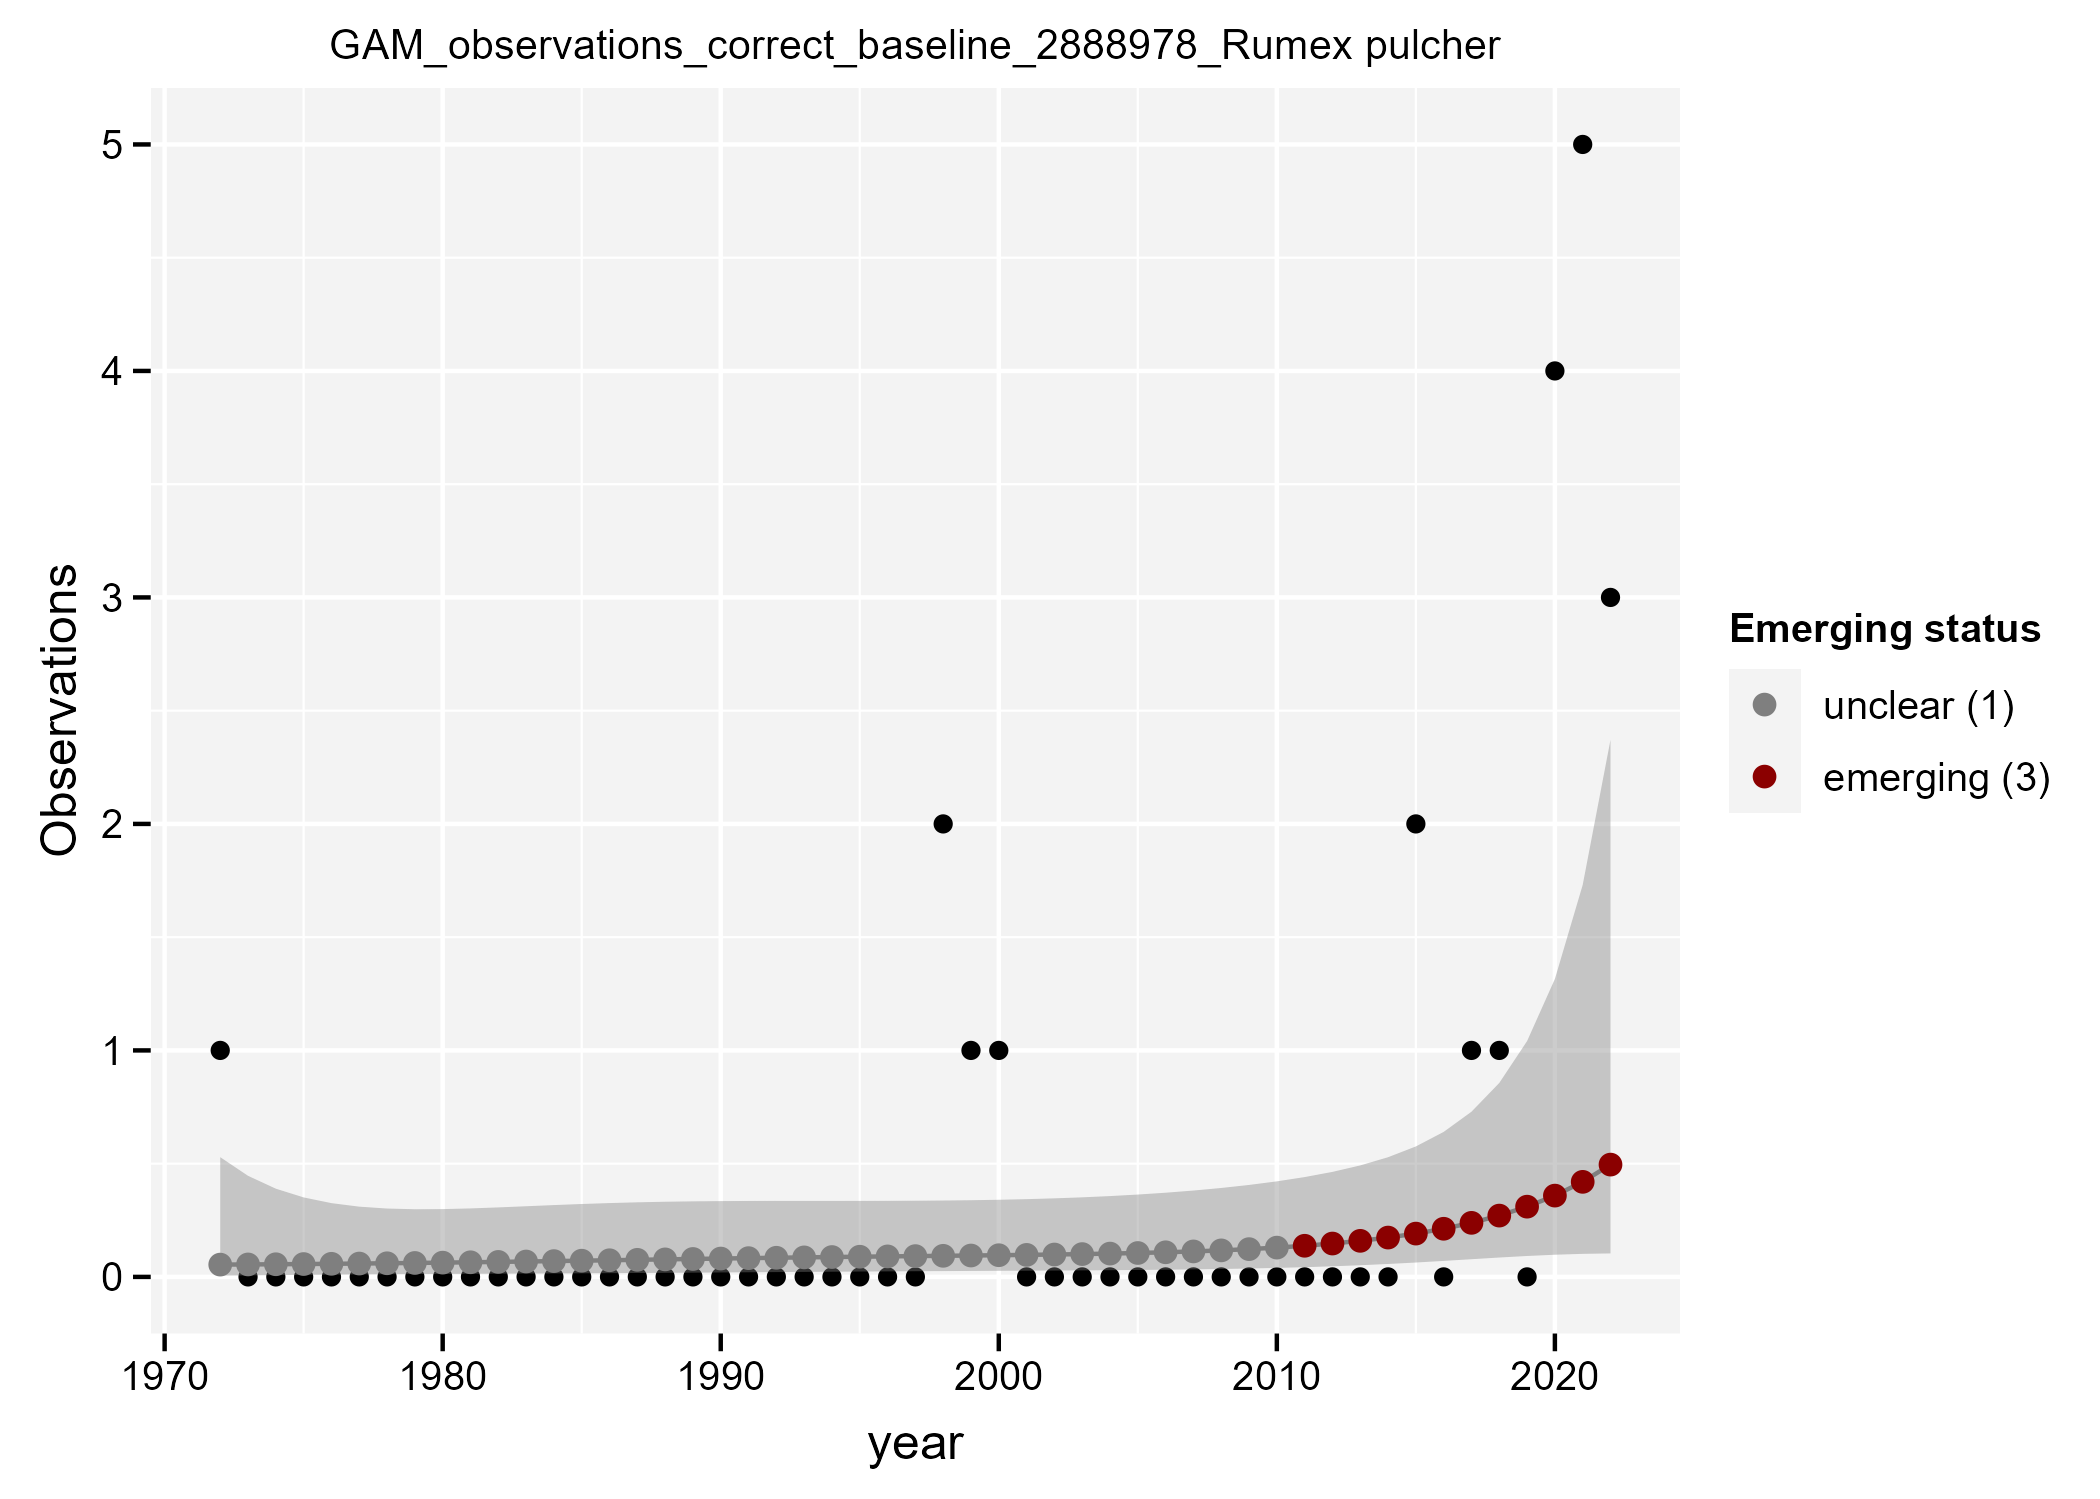 GAM_observations_correct_baseline_2888978_Rumex pulcher
5
4
3
2
1
0
Observations
1970 1980 1990 2000 2010 2020
year
Emerging status
unclear (1)
emerging (3)